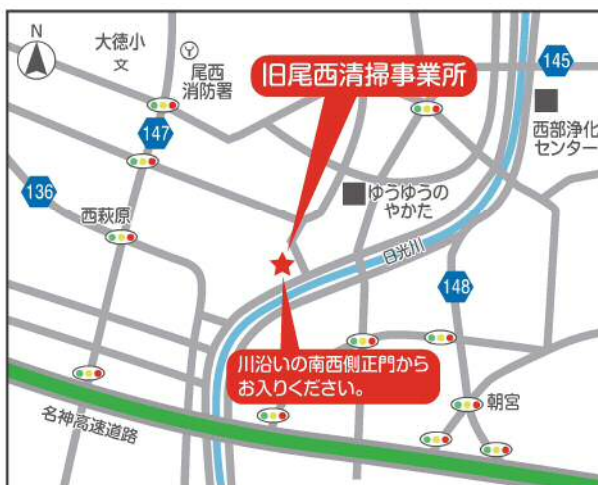 N
大徳小
文
尾西
消防署
旧尾西清掃事業所
145
西部浄化
センター
147
136
西萩原
ゆうゆうの
やかた
日光川
148
川沿いの南西側正門から
お入りください。
朝宮
名神高速道路